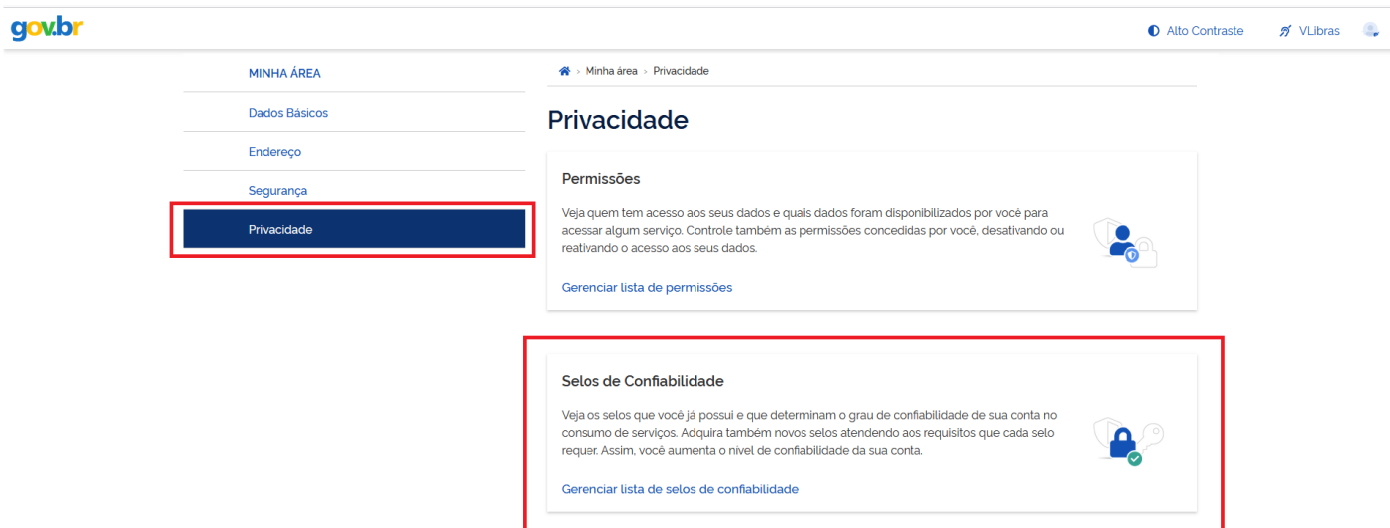 gov.br
Alto Contraste
VLibras
MINHA ÁREA
Dados Básicos
Endereço
Segurança
Privacidade
Minha área > Privacidade
Privacidade
Permissões
Veja quem tem acesso aos seus dados e quais dados foram disponibilizados por você para
acessar algum serviço. Controle também as permissões concedidas por você, desativando ou
reativando o acesso aos seus dados.
Gerenciar lista de permissões
Selos de Confiabilidade
Veja os selos que você já possui e que determinam o grau de confiabilidade de sua conta no
consumo de serviços. Adquira também novos selos atendendo aos requisitos que cada selo
requer. Assim, você aumenta o nível de confiabilidade da sua conta.
Gerenciar lista de selos de confiabilidade